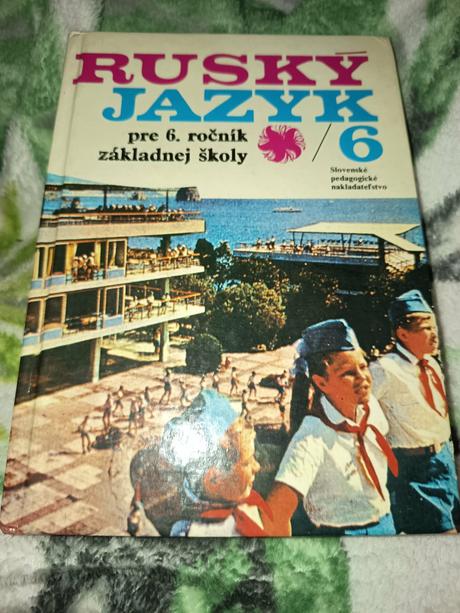 RUSKÝ
JAZYK
pre 6. ročník
základnej školy
/6
Slovenské
pedagogické
nakladateľstvo